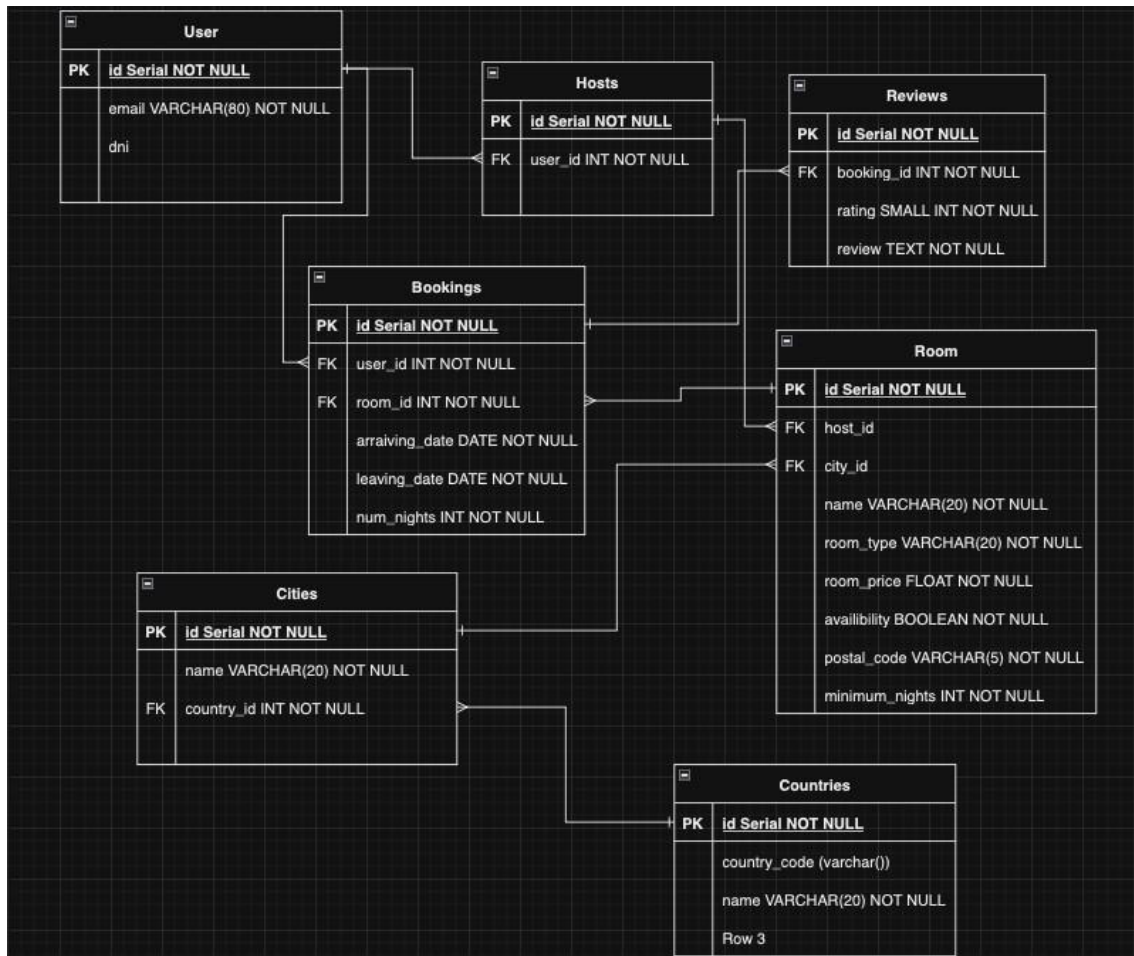 User
PK id Serial NOT NULL
email VARCHAR(80) NOT NULL
dni
Hosts
PK id Serial NOT NULL
FK user_id INT NOT NULL
Reviews
PK id Serial NOT NULL
FK booking_id INT NOT NULL
rating SMALL INT NOT NULL
review TEXT NOT NULL
Bookings
PK id Serial NOT NULL
FK user_id INT NOT NULL
FK room_id INT NOT NULL
arraiving_date DATE NOT NULL
leaving_date DATE NOT NULL
num_nights INT NOT NULL
Room
PK id Serial NOT NULL
FK host_id
FK city_id
name VARCHAR(20) NOT NULL
room_type VARCHAR(20) NOT NULL
room_price FLOAT NOT NULL
availibility BOOLEAN NOT NULL
postal_code VARCHAR(5) NOT NULL
minimum_nights INT NOT NULL
Cities
PK id Serial NOT NULL
name VARCHAR(20) NOT NULL
FK country_id INT NOT NULL
Countries
PK id Serial NOT NULL
country_code (varchar())
name VARCHAR(20) NOT NULL
Row 3